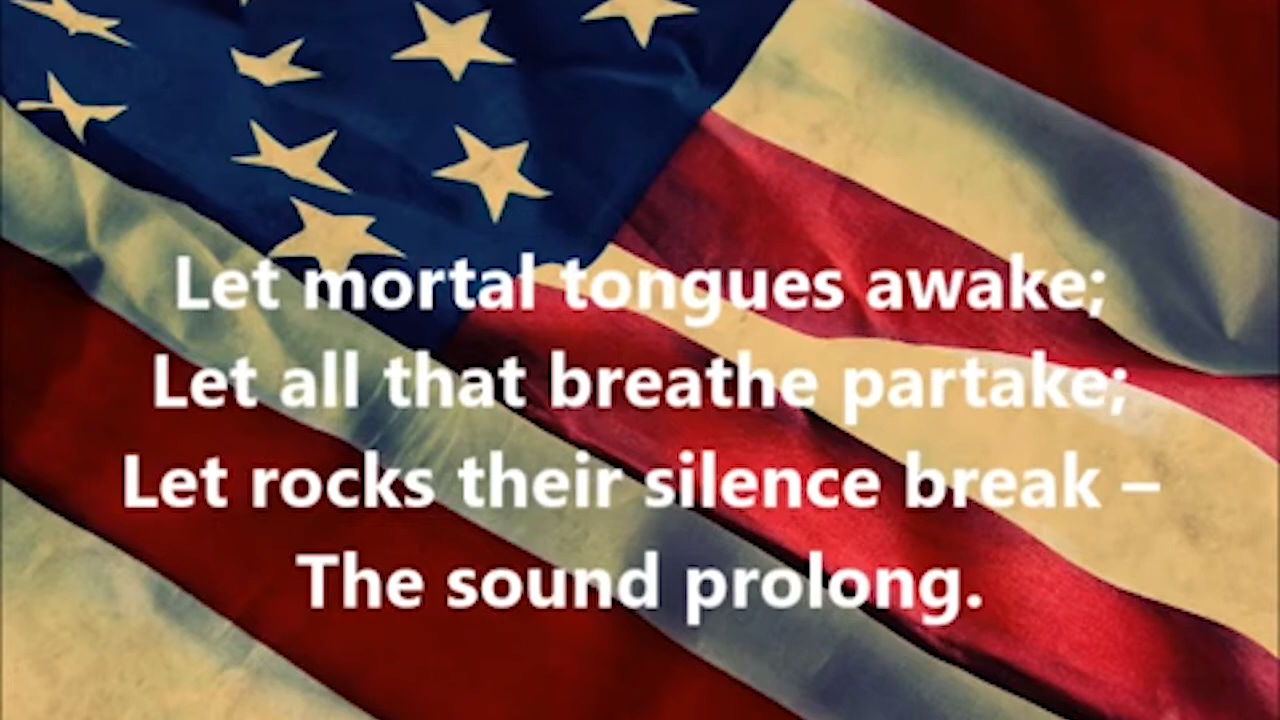 Let mortal tongues awake;
Let all that breathe partake;
Let rocks their silence break –
The sound prolong.